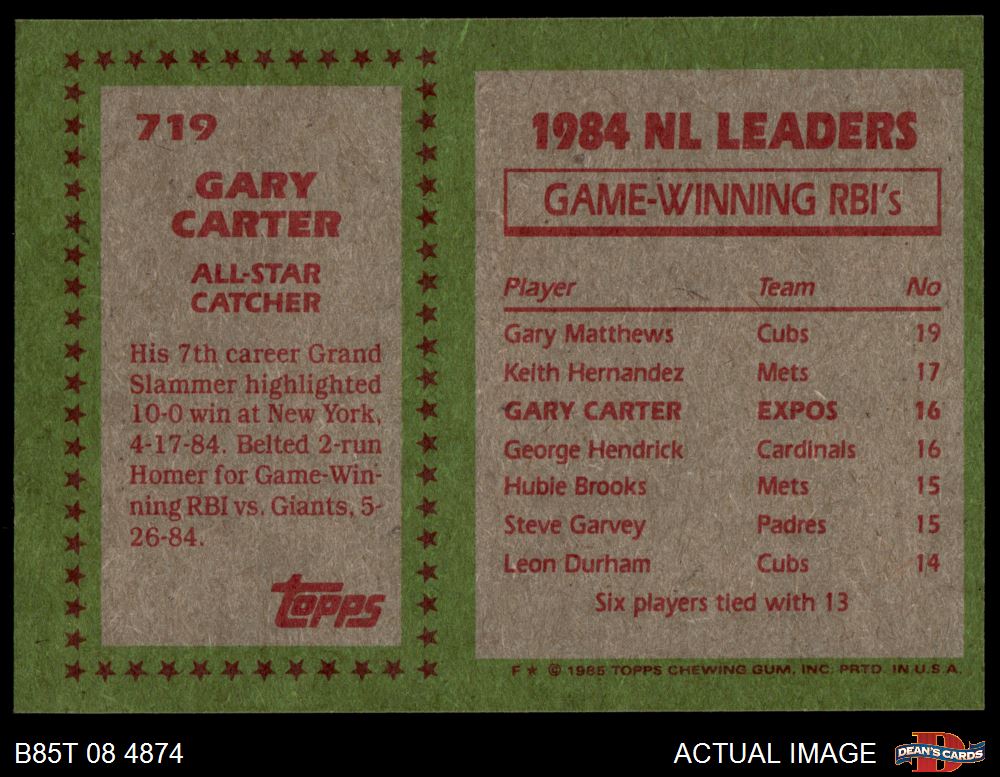 719
GARY
CARTER
ALL-STAR
CATCHER
His 7th career Grand
Slammer highlighted
10-0 win at New York,
4-17-84. Belted 2-run
Homer for Game-Win-
ning RBI vs. Giants, 5-
26-84.
topps
1984 NL LEADERS
GAME-WINNING RBI's
Player Team No
Gary Matthews Cubs 19
Keith Hernandez Mets 17
GARY CARTER EXPOS 16
George Hendrick Cardinals 16
Hubie Brooks Mets 15
Steve Garvey Padres 15
Leon Durham Cubs 14
Six players tied with 13
F ★ © 1985 TOPPS CHEWING GUM, INC. PRTD. IN U.S.A.
B85T 08 4874
ACTUAL IMAGE
D
DEAN'S CARDS